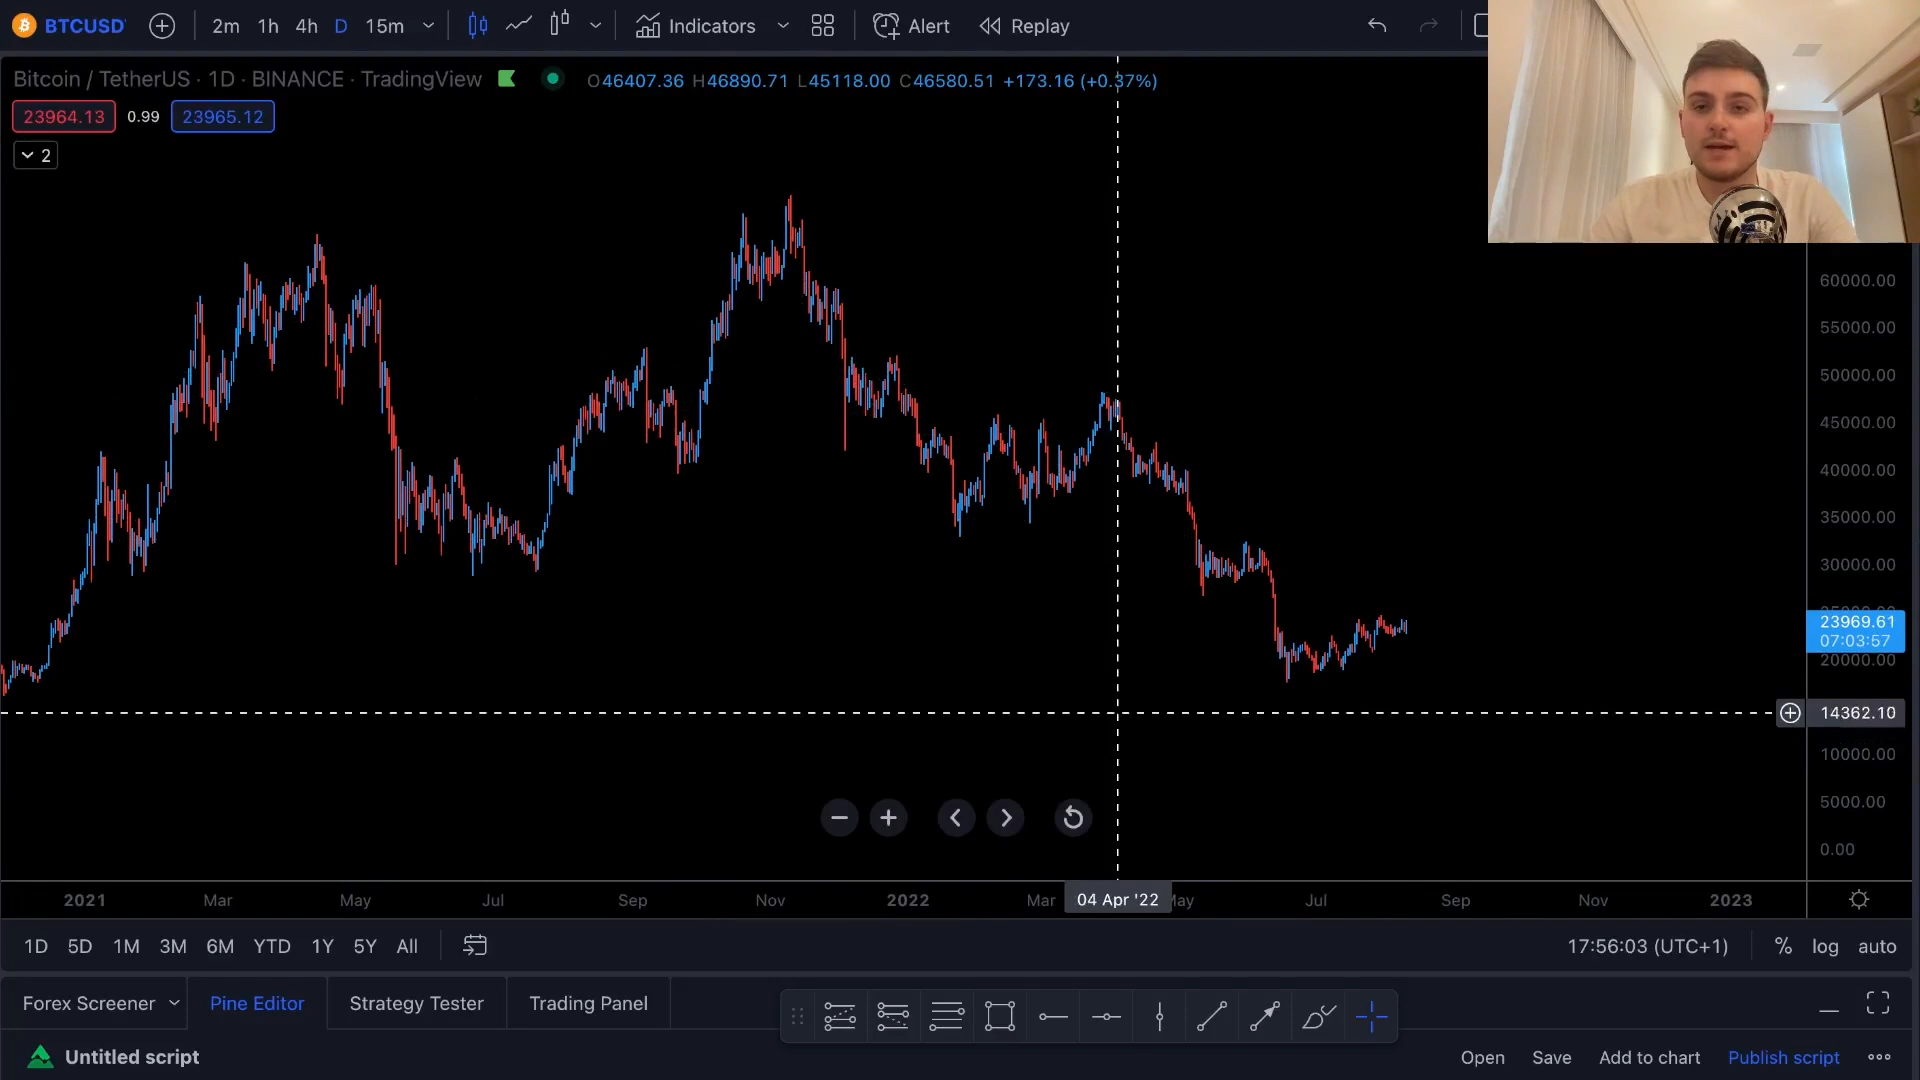 BTCUSD 2m 1h 4h D 15m Indicators Alert Replay
Bitcoin / TetherUS · 1D · BINANCE · TradingView O46407.36 H46890.71 L45118.00 C46580.51 +173.16 (+0.37%)
23964.13 0.99 23965.12
2
60000.00
55000.00
50000.00
45000.00
40000.00
35000.00
30000.00
23969.61
07:03:57
20000.00
14362.10
10000.00
5000.00
0.00
2021 Mar May Jul Sep Nov 2022 Mar 04 Apr '22 May Jul Sep Nov 2023
1D 5D 1M 3M 6M YTD 1Y 5Y All 17:56:03 (UTC+1) % log auto
Forex Screener Pine Editor Strategy Tester Trading Panel
Untitled script Open Save Add to chart Publish script